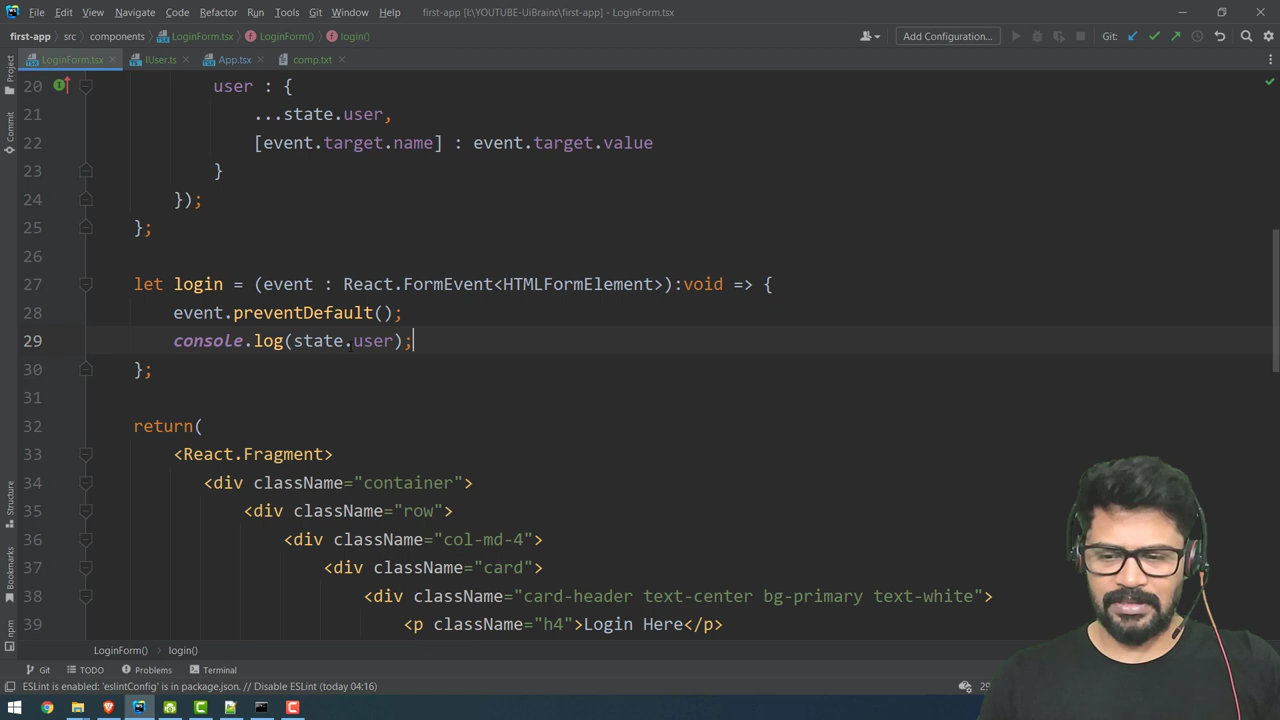 File Edit View Navigate Code Refactor Run Tools Git Window Help first-app [I:\YOUTUBE-UiBrains\first-app] - LoginForm.tsx
first-app src components LoginForm.tsx LoginForm() login() Add Configuration... Git:
LoginForm.tsx IUser.ts App.tsx comp.txt
Project
Commit
Structure
Bookmarks
npm
20 user : {
21 ...state.user,
22 [event.target.name] : event.target.value
23 }
24 });
25 };
26
27 let login = (event : React.FormEvent<HTMLFormElement>):void => {
28 event.preventDefault();
29 console.log(state.user);
30 };
31
32 return(
33 <React.Fragment>
34 <div className="container">
35 <div className="row">
36 <div className="col-md-4">
37 <div className="card">
38 <div className="card-header text-center bg-primary text-white">
39 <p className="h4">Login Here</p>
LoginForm() login()
Git TODO Problems Terminal
ESLint is enabled: 'eslintConfig' is in package.json. // Disable ESLint (today 04:16)